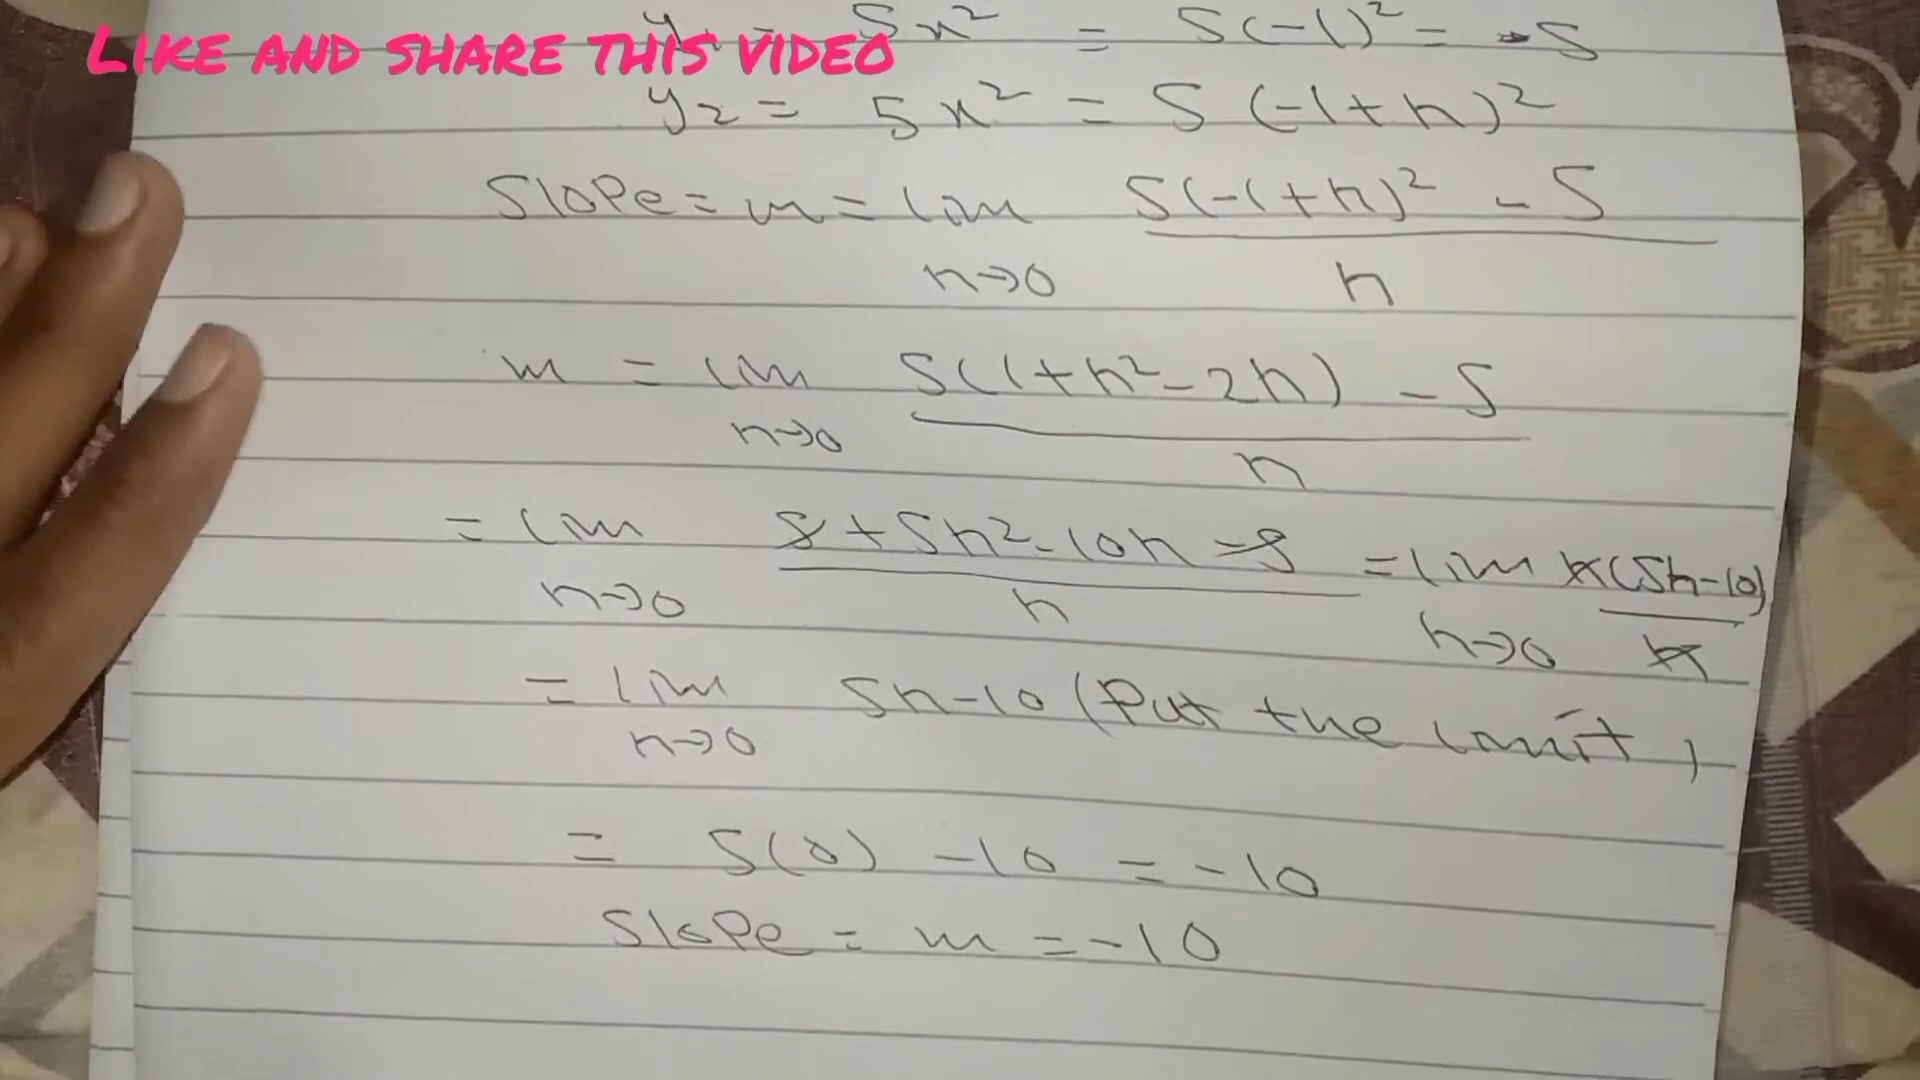 LIKE AND SHARE THIS VIDEO
y₁ = 5x² = 5(-1)² = 5
y₂ = 5x² = 5(-1+h)²
Slope = m = lim h→0 5(-1+h)² - 5 / h
m = lim h→0 5(1+h²-2h) - 5 / h
= lim h→0 5+5h²-10h-5 / h = lim h→0 h(5h-10) / h
= lim h→0 5h-10 (Put the limit)
= 5(0) -10 = -10
Slope = m = -10